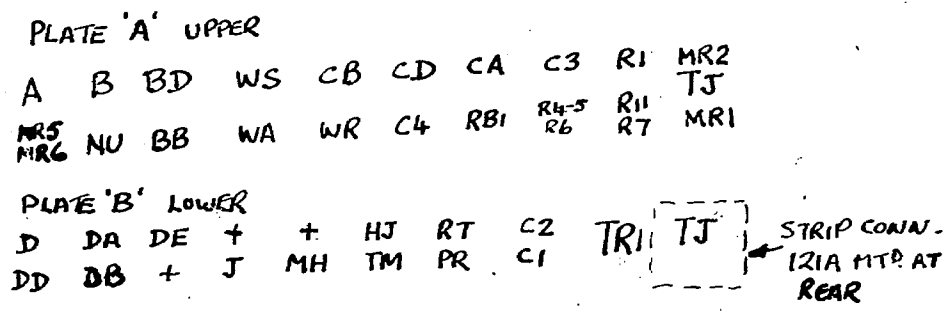 PLATE 'A' UPPER
A B BD WS CB CD CA C3 R1 MR2
TJ
MR5 NU BB WA WR C4 RB1 R4-5 R11 MR1
MR6 R6 R7
PLATE 'B' LOWER
D DA DE + + HJ RT C2 TR1 TJ
DD DB + J MH TM PR C1
STRIP CONN.
121A MTD. AT
REAR